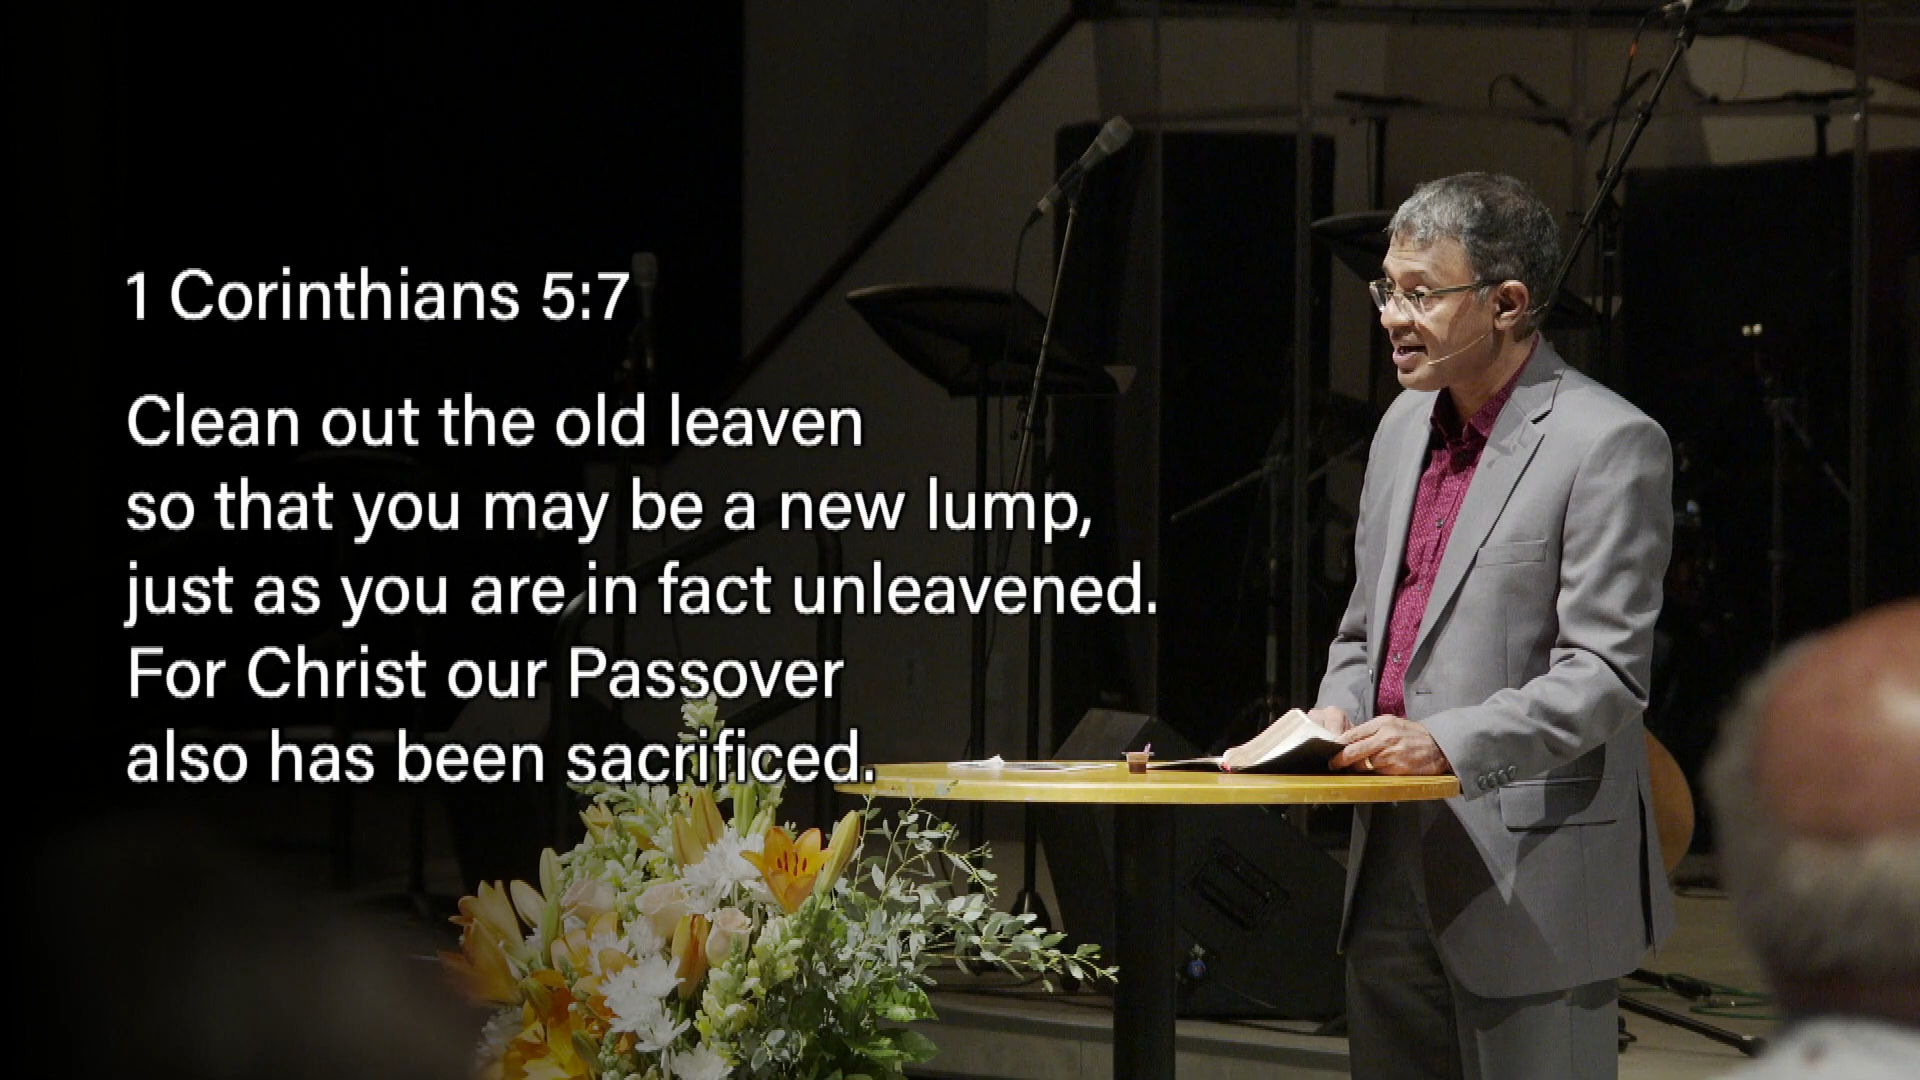 1 Corinthians 5:7
Clean out the old leaven
so that you may be a new lump,
just as you are in fact unleavened.
For Christ our Passover
also has been sacrificed.